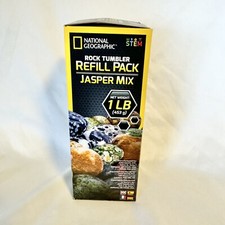 NATIONAL
GEOGRAPHIC
STEM
ROCK TUMBLER
REFILL PACK
JASPER MIX
NET WEIGHT
1 LB
(453 g)